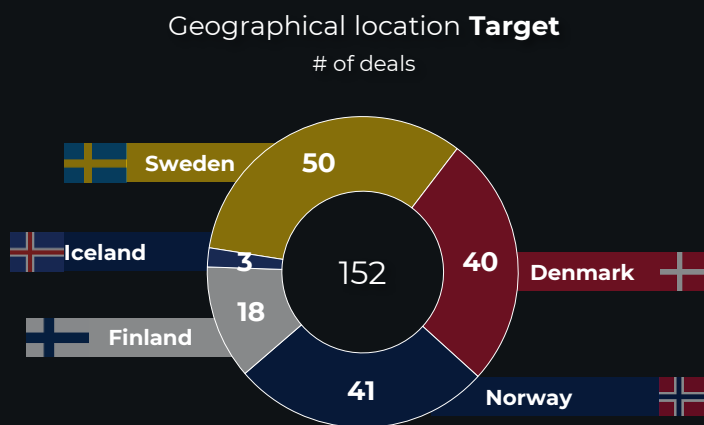 Geographical location Target
# of deals
Sweden
50
Iceland
3
152
40
Denmark
18
Finland
41
Norway